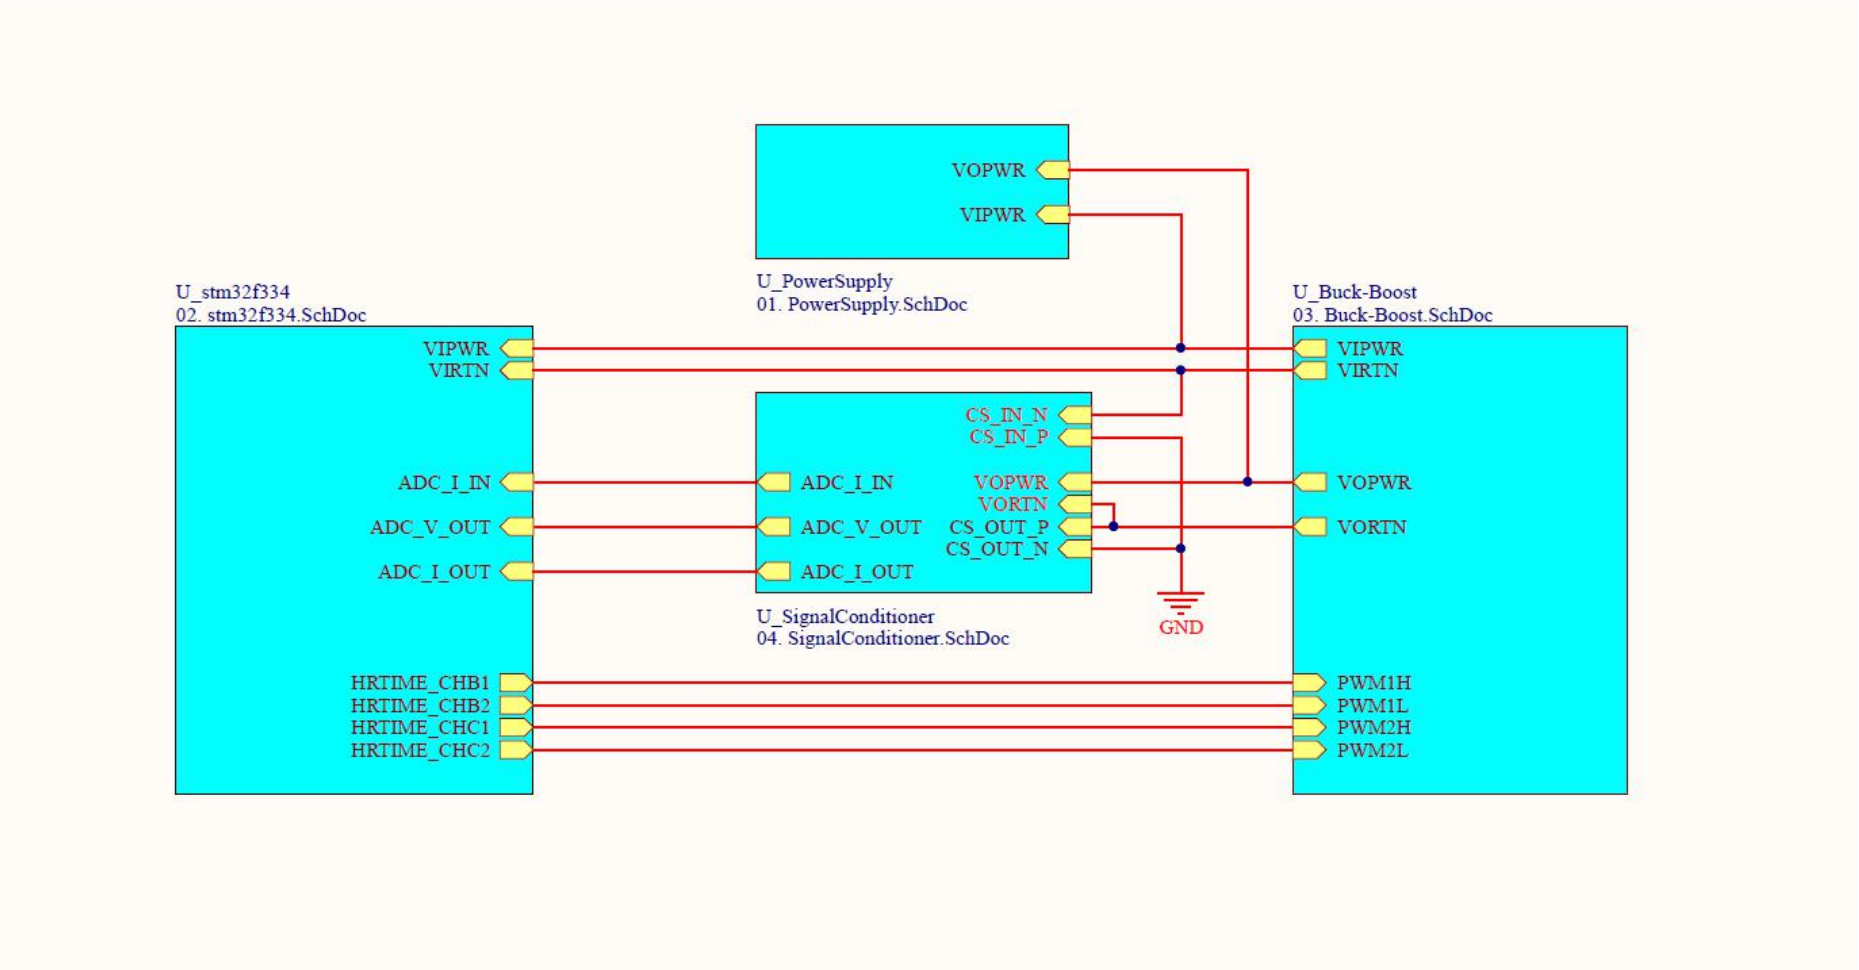 VOPWR
VIPWR
U_PowerSupply
01. PowerSupply.SchDoc
U_stm32f334
02. stm32f334.SchDoc
VIPWR
VIRTN
ADC_I_IN
ADC_V_OUT
ADC_I_OUT
HRTIME_CHB1
HRTIME_CHB2
HRTIME_CHC1
HRTIME_CHC2
CS_IN_N
CS_IN_P
ADC_I_IN
VOPWR
VORTN
ADC_V_OUT
CS_OUT_P
CS_OUT_N
ADC_I_OUT
U_SignalConditioner
04. SignalConditioner.SchDoc
GND
U_Buck-Boost
03. Buck-Boost.SchDoc
VIPWR
VIRTN
VOPWR
VORTN
PWM1H
PWM1L
PWM2H
PWM2L